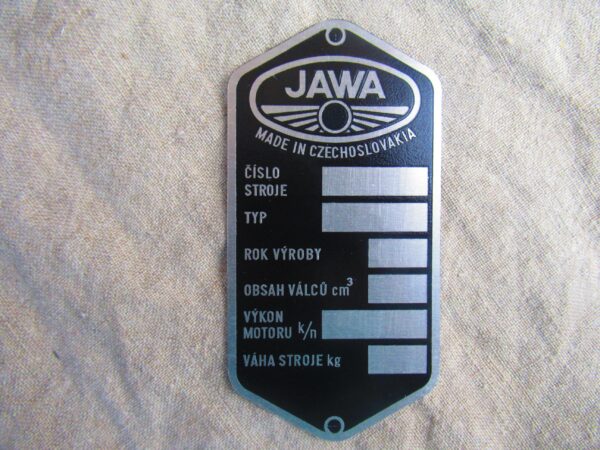 JAWA
MADE IN CZECHOSLOVAKIA
ČÍSLO
STROJE
TYP
ROK VÝROBY
OBSAH VÁLCŮ cm³
VÝKON
MOTORU k/n
VÁHA STROJE kg